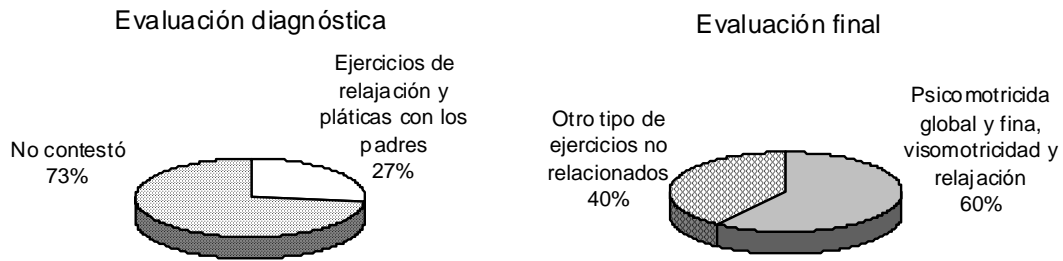 Evaluación diagnóstica
Ejercicios de
relajación y
pláticas con los
padres
27%
No contestó
73%
Evaluación final
Otro tipo de
ejercicios no
relacionados
40%
Psicomotricida
global y fina,
visomotricidad y
relajación
60%